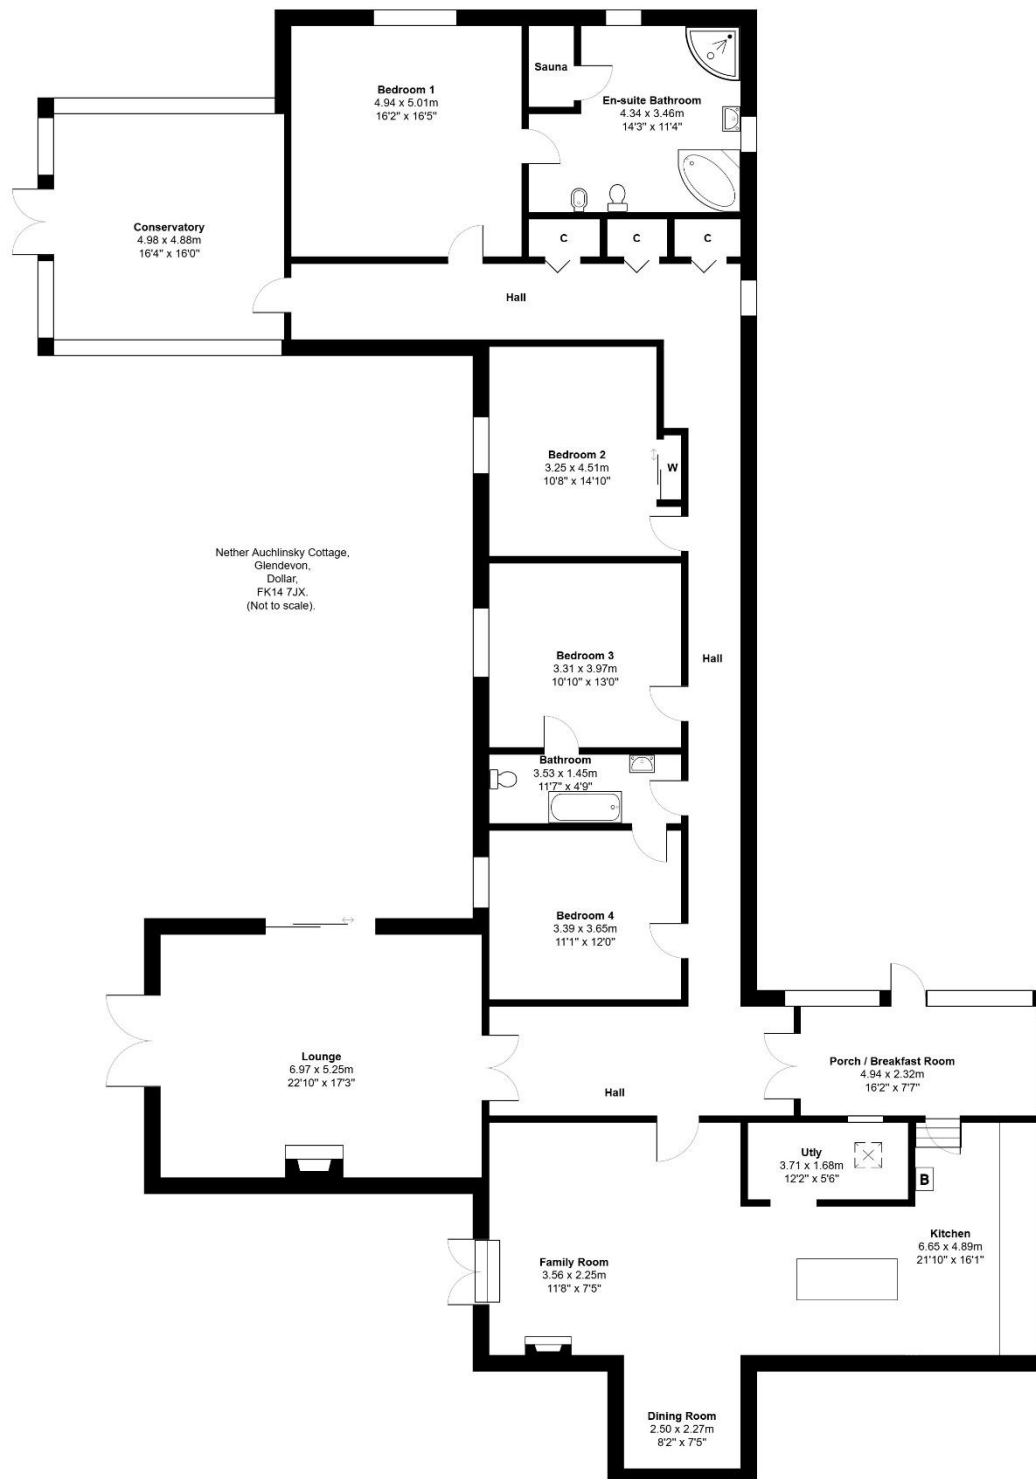 Bedroom 1
4.94 x 5.01m
16'2" x 16'5"
Sauna
En-suite Bathroom
4.34 x 3.46m
14'3" x 11'4"
Conservatory
4.98 x 4.88m
16'4" x 16'0"
C
C
C
Hall
Bedroom 2
3.25 x 4.51m
10'8" x 14'10"
W
Nether Auchlinsky Cottage,
Glendevon,
Dollar,
FK14 7JX.
(Not to scale).
Bedroom 3
3.31 x 3.97m
10'10" x 13'0"
Hall
Bathroom
3.53 x 1.45m
11'7" x 4'9"
Bedroom 4
3.39 x 3.65m
11'1" x 12'0"
Lounge
6.97 x 5.25m
22'10" x 17'3"
Hall
Porch / Breakfast Room
4.94 x 2.32m
16'2" x 7'7"
Utly
3.71 x 1.68m
12'2" x 5'6"
B
Kitchen
6.65 x 4.89m
21'10" x 16'1"
Family Room
3.56 x 2.25m
11'8" x 7'5"
Dining Room
2.50 x 2.27m
8'2" x 7'5"